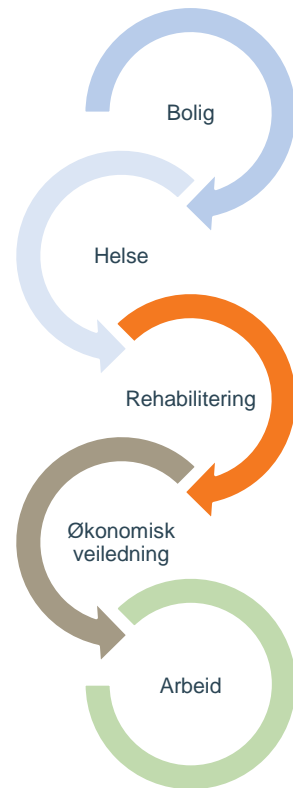 Bolig
Helse
Rehabilitering
Økonomisk
veiledning
Arbeid